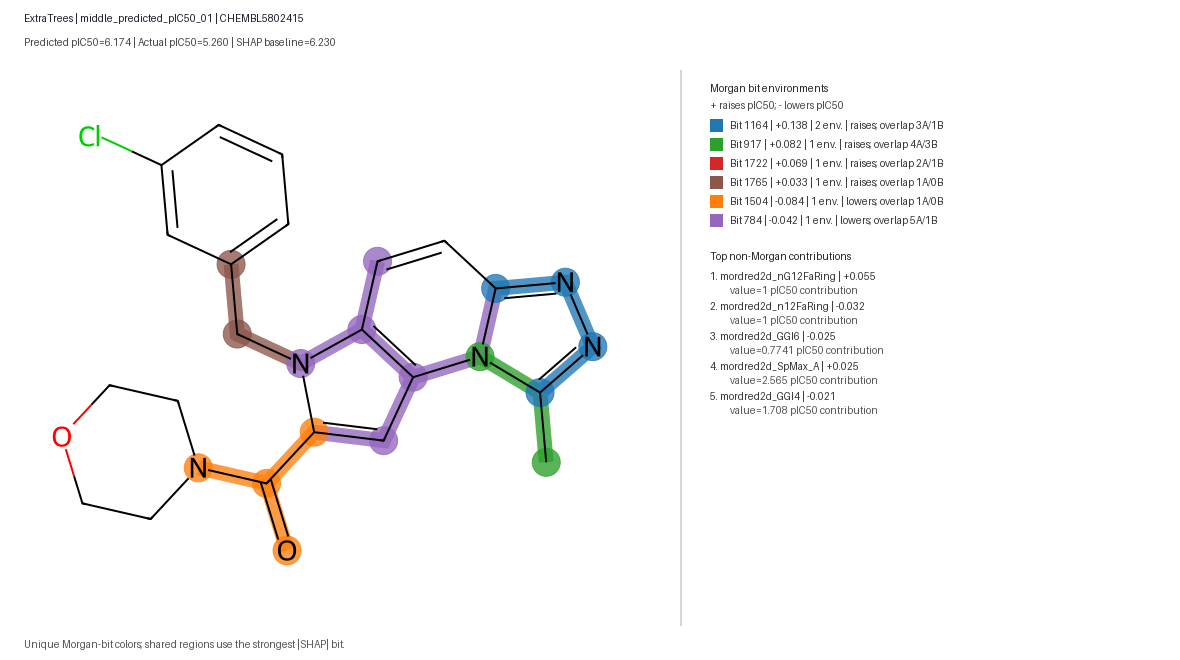 ExtraTrees | middle_predicted_pIC50_01 | CHEMBL5802415
Predicted pIC50=6.174 | Actual pIC50=5.260 | SHAP baseline=6.230
Morgan bit environments
+ raises pIC50; - lowers pIC50
Bit 1164 | +0.138 | 2 env. | raises; overlap 3A/1B
Bit 917 | +0.082 | 1 env. | raises; overlap 4A/3B
Bit 1722 | +0.069 | 1 env. | raises; overlap 2A/1B
Bit 1765 | +0.033 | 1 env. | raises; overlap 1A/0B
Bit 1504 | -0.084 | 1 env. | lowers; overlap 1A/0B
Bit 784 | -0.042 | 1 env. | lowers; overlap 5A/1B
Top non-Morgan contributions
1. mordred2d_nG12FaRing | +0.055
value=1 pIC50 contribution
2. mordred2d_n12FaRing | -0.032
value=1 pIC50 contribution
3. mordred2d_GGI6 | -0.025
value=0.7741 pIC50 contribution
4. mordred2d_SpMax_A | +0.025
value=2.565 pIC50 contribution
5. mordred2d_GGI4 | -0.021
value=1.708 pIC50 contribution
Cl
N
N
N
N
O
N
O
Unique Morgan-bit colors; shared regions use the strongest |SHAP| bit.